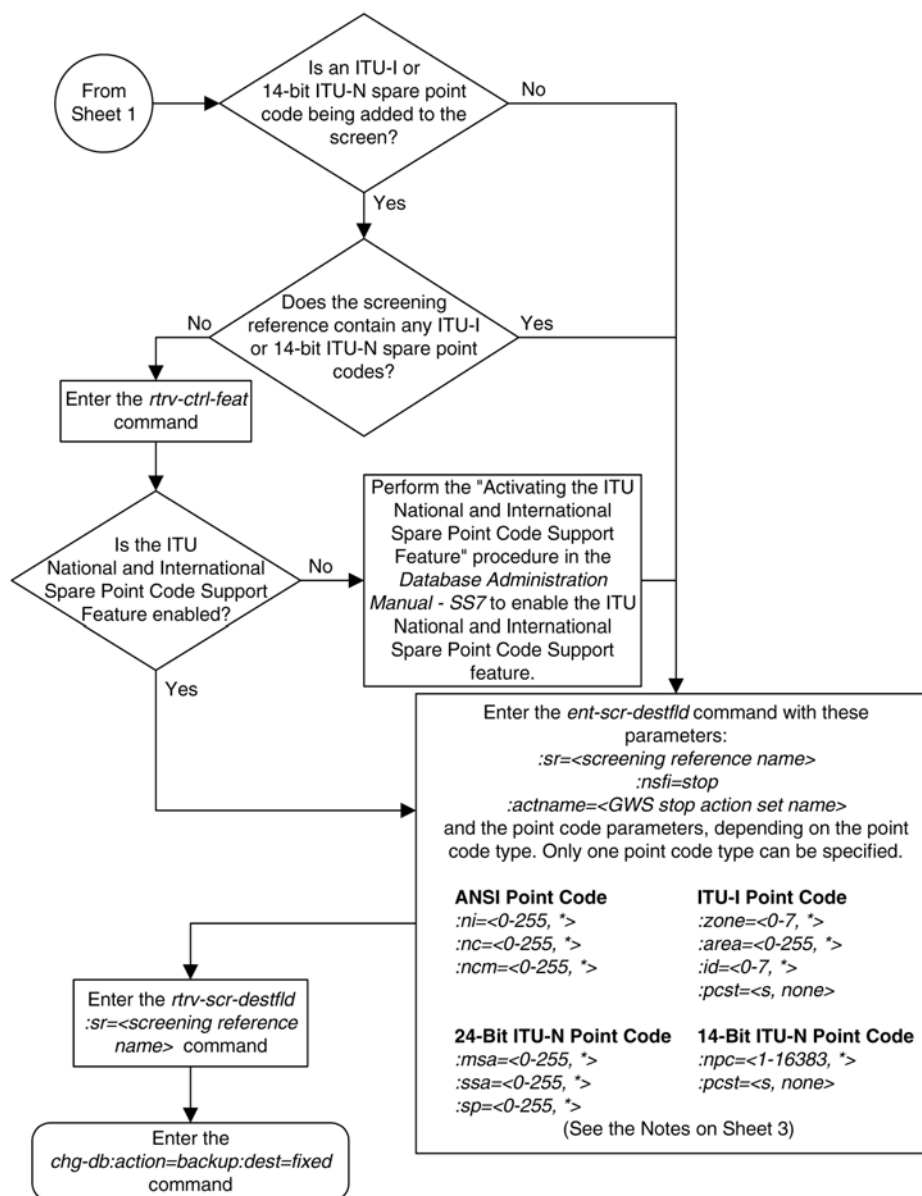 From
Sheet 1
Is an ITU-I or
14-bit ITU-N spare point
code being added to the
screen?
No
Yes
Does the screening
reference contain any ITU-I
or 14-bit ITU-N spare point
codes?
No
Yes
Enter the rtrv-ctrl-feat
command
Is the ITU
National and International
Spare Point Code Support
Feature enabled?
No
Yes
Perform the "Activating the ITU
National and International
Spare Point Code Support
Feature" procedure in the
Database Administration
Manual - SS7 to enable the ITU
National and International
Spare Point Code Support
feature.
Enter the ent-scr-destfld command with these
parameters:
:sr=<screening reference name>
:nsfi=stop
:actname=<GWS stop action set name>
and the point code parameters, depending on the point
code type. Only one point code type can be specified.
ANSI Point Code
:ni=<0-255, *>
:nc=<0-255, *>
:ncm=<0-255, *>
ITU-I Point Code
:zone=<0-7, *>
:area=<0-255, *>
:id=<0-7, *>
:pcst=<s, none>
24-Bit ITU-N Point Code
:msa=<0-255, *>
:ssa=<0-255, *>
:sp=<0-255, *>
14-Bit ITU-N Point Code
:npc=<1-16383, *>
:pcst=<s, none>
(See the Notes on Sheet 3)
Enter the rtrv-scr-destfld
:sr=<screening reference
name> command
Enter the
chg-db:action=backup:dest=fixed
command